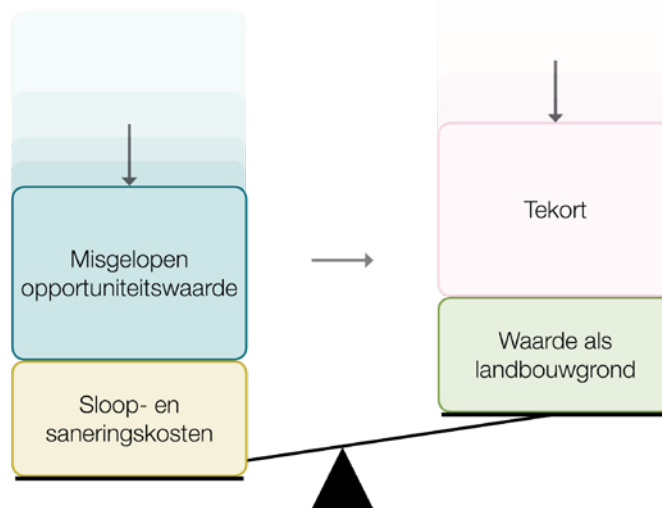 Misgelopen
opportuniteitswaarde
Sloop- en
saneringskosten
Tekort
Waarde als
landbouwgrond